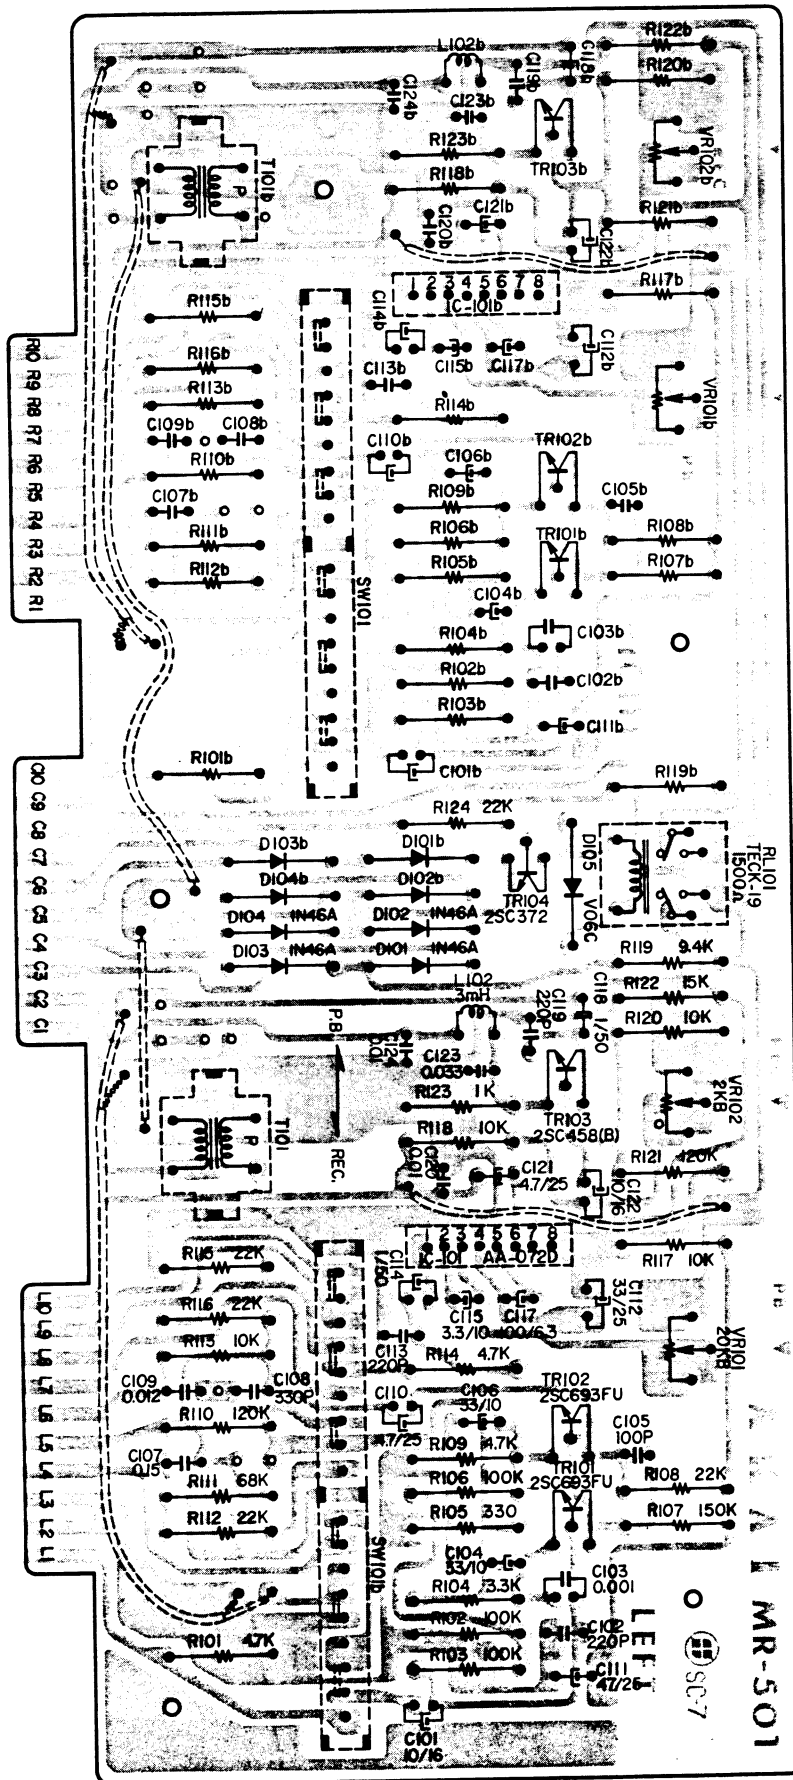 R122b
L102b
C119b
C118b
R120b
C124b
C123b
R123b
TR103b
VR102b
T101b
P
R118b
C121b
C120b
R121b
C122b
1 2 3 4 5 6 7 8
IC-101b
R117b
R115b
C114b
C115b
C117b
C112b
R116b
C113b
VR101b
R113b
R114b
C109b
C108b
C110b
TR102b
R110b
C106b
C107b
R109b
C105b
R111b
R106b
TR101b
R108b
R112b
R105b
R107b
SW101
C104b
R104b
C103b
R102b
C102b
R103b
C111b
R10 R9 R8 R7 R6 R5 R4 R3 R2 R1
R101b
C101b
R119b
R124 22K
C10 C9 C8 C7 C6 C5 C4 C3 C2 C1
D103b
D101b
D104b
D102b
TR104
2SC372
D105 V06C
RL101
TECK-19
1500Ω
D104 1N46A
D102 1N46A
D103 1N46A
D101 1N46A
R119 9.4K
L102
3mH
C119
220P
C118
1/50
R122 15K
R120 10K
P.B.
REC.
C124
0.01
C123
0.033
R123 1K
TR103
2SC458(B)
VR102
2KB
T101
P
R118 10K
C120
0.01
C121
4.7/25
R121 120K
C122
10/16
1 2 3 4 5 6 7 8
IC-101 AA-072D
R117 10K
R115 22K
C114
1/50
C115
3.3/10
C117
100/6.3
C112
33/25
R116 22K
C113
220P
VR101
20KB
R113 10K
R114 4.7K
C109
0.012
C108
330P
C110
4.7/25
C106
33/10
TR102
2SC693FU
R110 120K
C105
100P
C107
0.15
R109 4.7K
TR101
2SC693FU
R111 68K
R106 100K
R108 22K
R112 22K
R105 330
R107 150K
SW101b
C104
33/10
R104 3.3K
C103
0.001
R102 100K
C102
220P
R101 47K
R103 100K
C111
47/25
C101
10/16
L10 L9 L8 L7 L6 L5 L4 L3 L2 L1
SC-7
MR-501